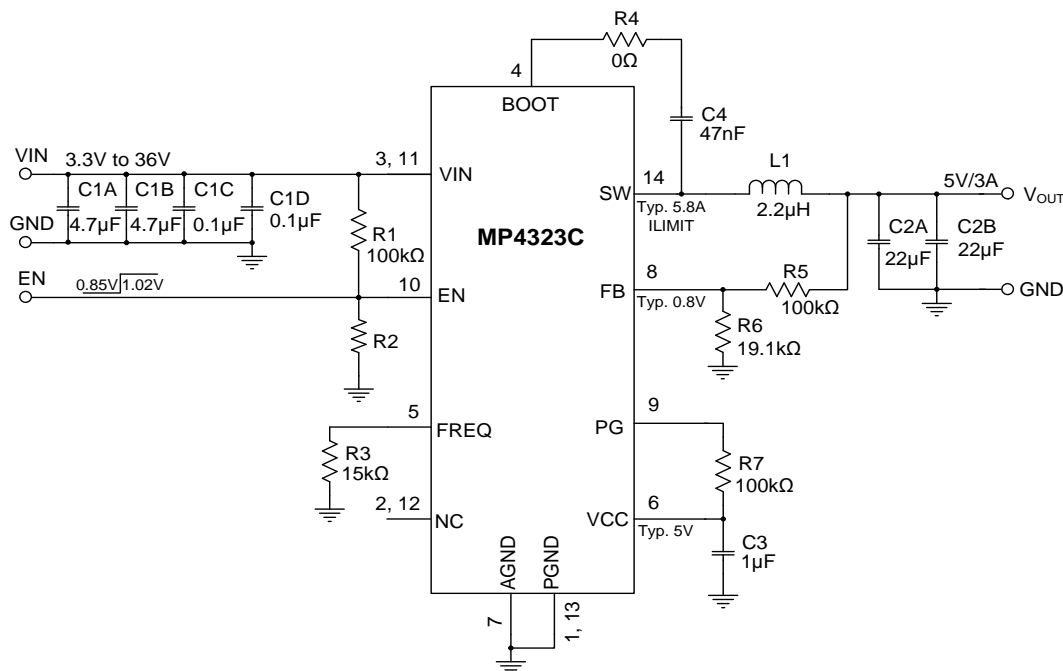 R4
0Ω
4
BOOT
C4
47nF
VIN
3.3V to 36V
3, 11
VIN
C1A
4.7µF
C1B
4.7µF
C1C
0.1µF
C1D
0.1µF
GND
R1
100kΩ
EN
0.85V
1.02V
10
EN
R2
MP4323C
SW
14
Typ. 5.8A
ILIMIT
L1
2.2µH
5V/3A
VOUT
C2A
22µF
C2B
22µF
GND
FB
8
Typ. 0.8V
R5
100kΩ
R6
19.1kΩ
5
FREQ
R3
15kΩ
2, 12
NC
9
PG
R7
100kΩ
6
VCC
Typ. 5V
C3
1µF
AGND
PGND
7
1, 13